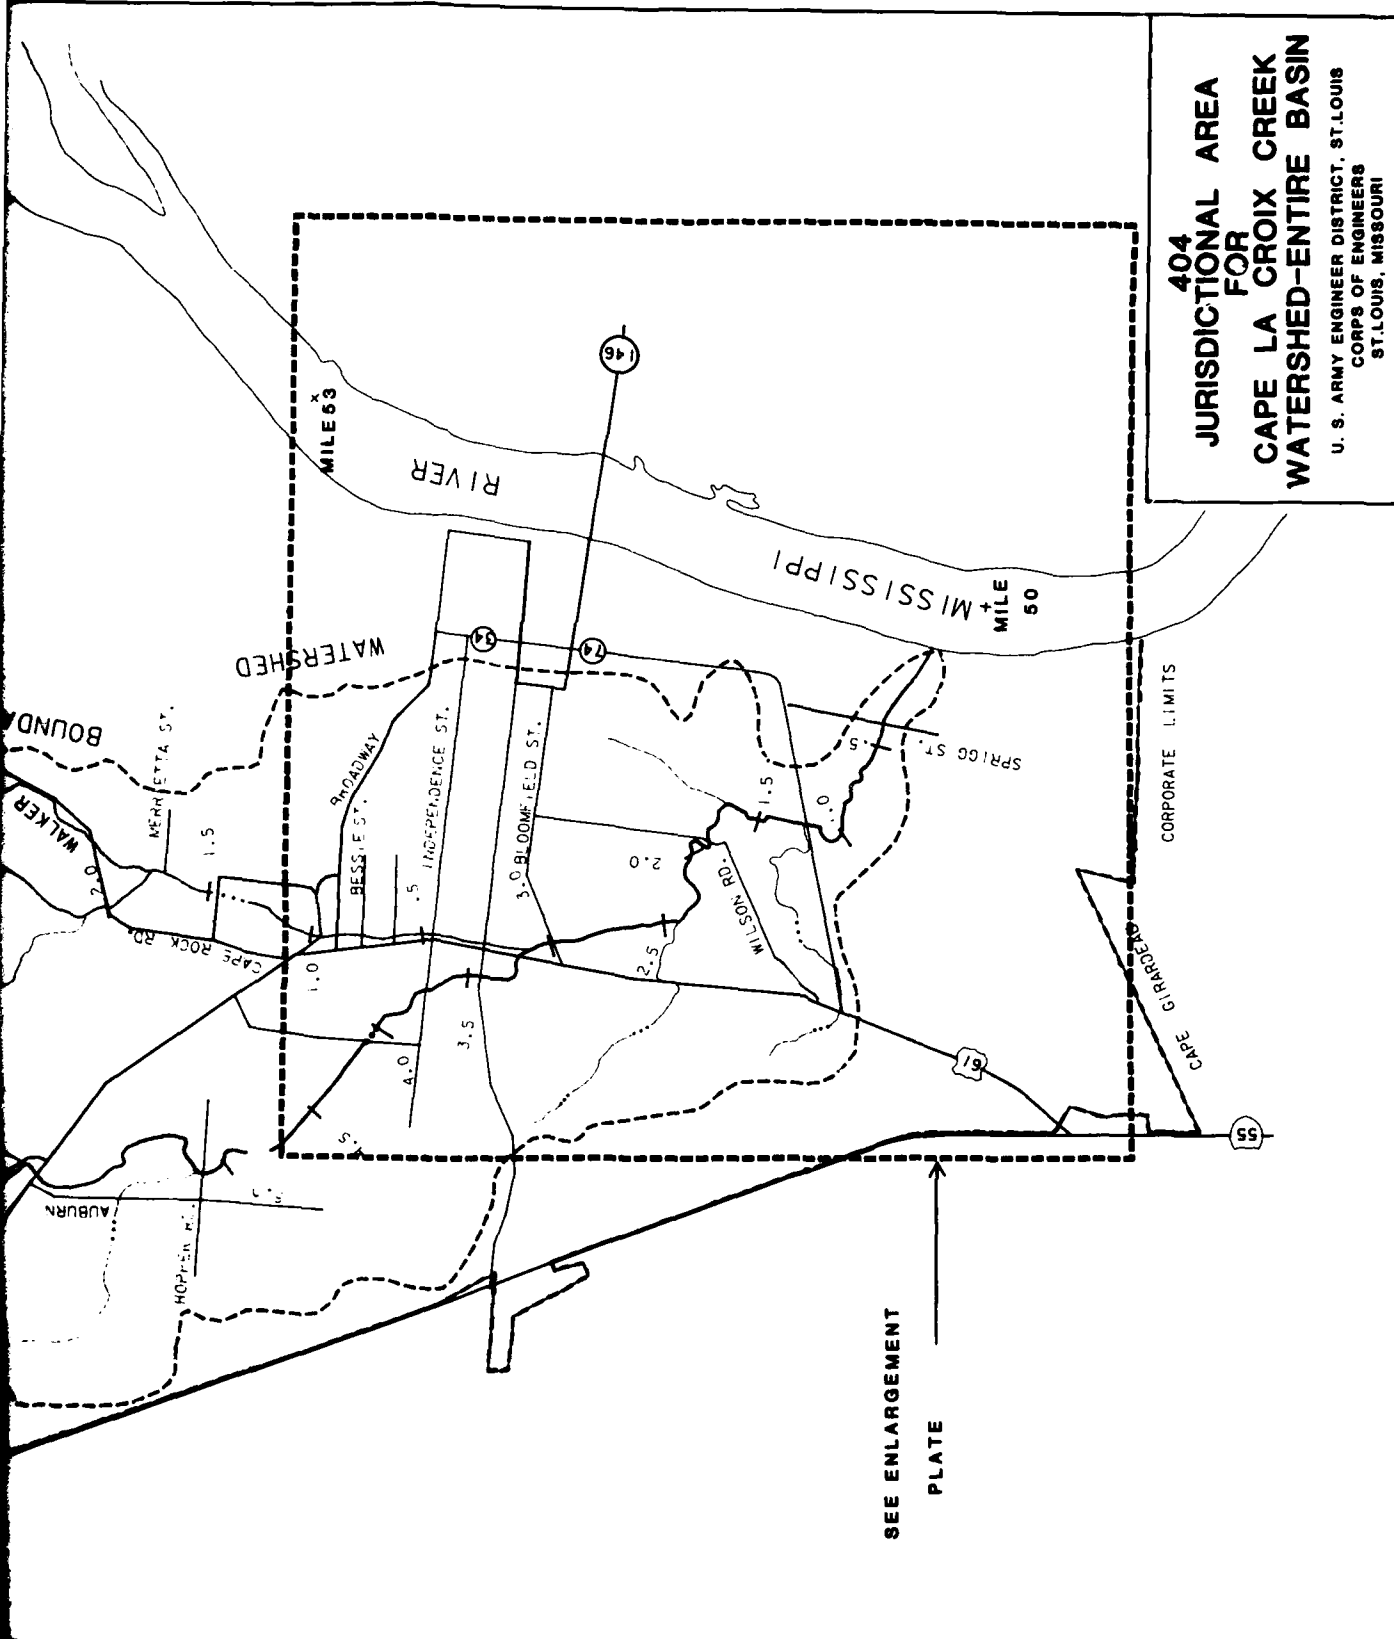 404
JURISDICTIONAL AREA
FOR
CAPE LA CROIX CREEK
WATERSHED-ENTIRE BASIN
U. S. ARMY ENGINEER DISTRICT, ST. LOUIS
CORPS OF ENGINEERS
ST. LOUIS, MISSOURI
MILE 53
RIVER
146
MISSISSIPPI
MILE
50
WATERSHED
34
74
MERRIETTA ST.
WALKER
1.5
2.0
CAPE ROCK RD.
1.0
BROADWAY
BESSIE ST.
.5
INDEPENDENCE ST.
3.0
BLOOMFIELD ST.
2.0
WILSON RD.
1.5
.5
SPRIGG ST.
2.5
3.5
4.0
CORPORATE LIMITS
CAPE GIRARDEAU
61
55
AUBURN
SEE ENLARGEMENT
PLATE